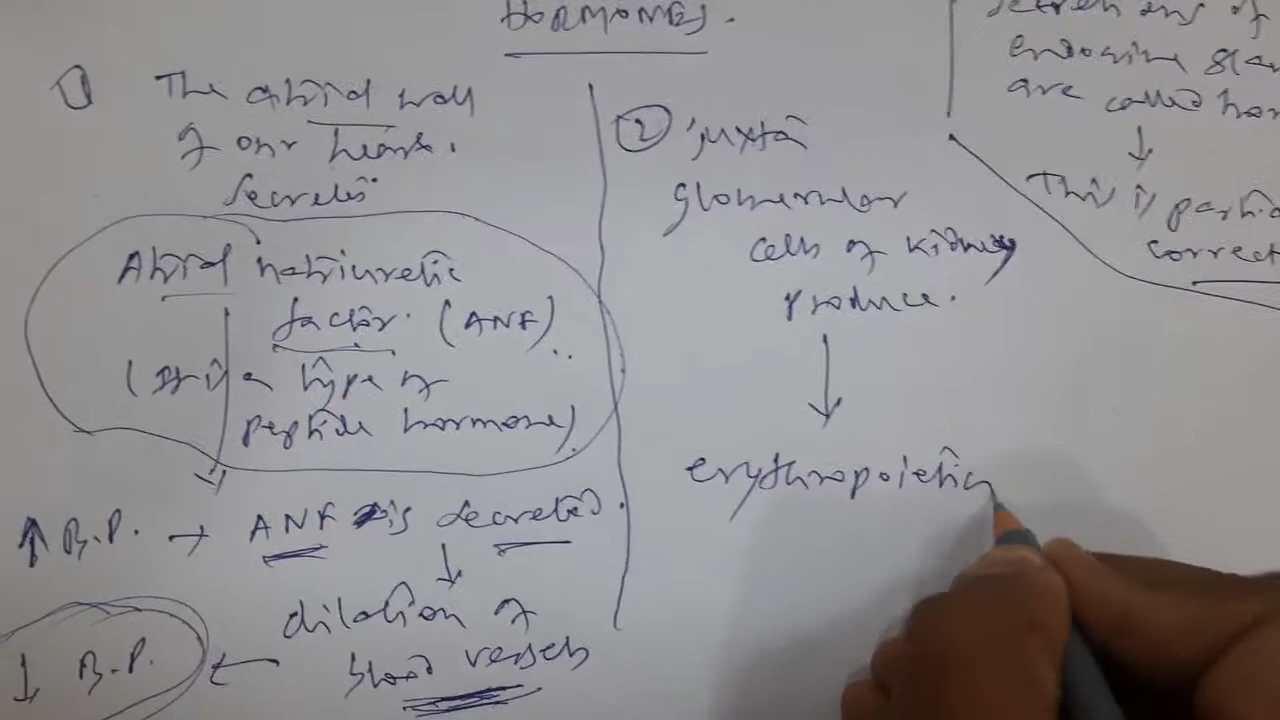 HORMONES.
① The atrial wall
of our heart.
secretes
Atrial natriuretic
factor. (ANF)..
(It is a type of
peptide hormone).
↑ B.P. → ANF is secreted.
↓
dilation of
blood vessels
↓ B.P. ←
② juxta
glomerular
cells of kidney
produce.
↓
erythropoietin
of
endocrine
are called
↓
This is
correct